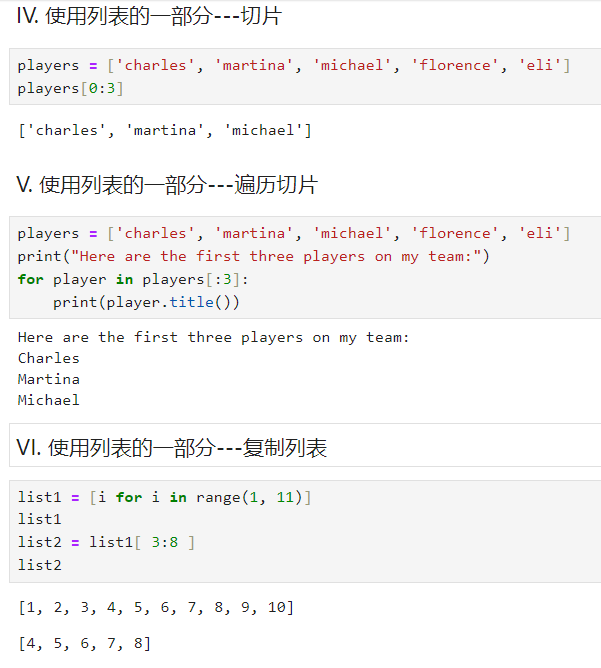 IV. 使用列表的一部分---切片
players = ['charles', 'martina', 'michael', 'florence', 'eli']
players[0:3]
['charles', 'martina', 'michael']
V. 使用列表的一部分---遍历切片
players = ['charles', 'martina', 'michael', 'florence', 'eli']
print("Here are the first three players on my team:")
for player in players[:3]:
    print(player.title())
Here are the first three players on my team:
Charles
Martina
Michael
VI. 使用列表的一部分---复制列表
list1 = [i for i in range(1, 11)]
list1
list2 = list1[ 3:8 ]
list2
[1, 2, 3, 4, 5, 6, 7, 8, 9, 10]
[4, 5, 6, 7, 8]